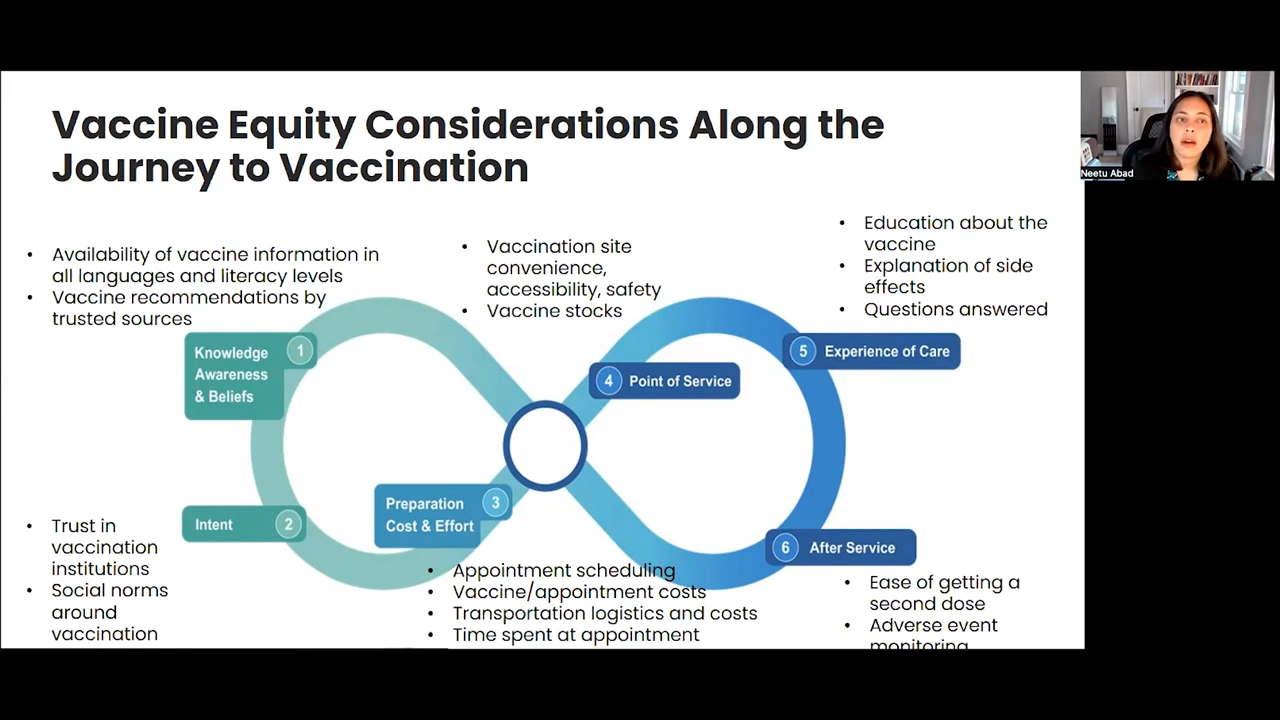 Vaccine Equity Considerations Along the
Journey to Vaccination
Neetu Abad
• Availability of vaccine information in
all languages and literacy levels
• Vaccine recommendations by
trusted sources
Knowledge
Awareness
& Beliefs
1
Intent
2
• Trust in
vaccination
institutions
• Social norms
around
vaccination
Preparation
Cost & Effort
3
• Appointment scheduling
• Vaccine/appointment costs
• Transportation logistics and costs
• Time spent at appointment
• Vaccination site
convenience,
accessibility, safety
• Vaccine stocks
4 Point of Service
• Education about the
vaccine
• Explanation of side
effects
• Questions answered
5 Experience of Care
6 After Service
• Ease of getting a
second dose
• Adverse event
monitoring